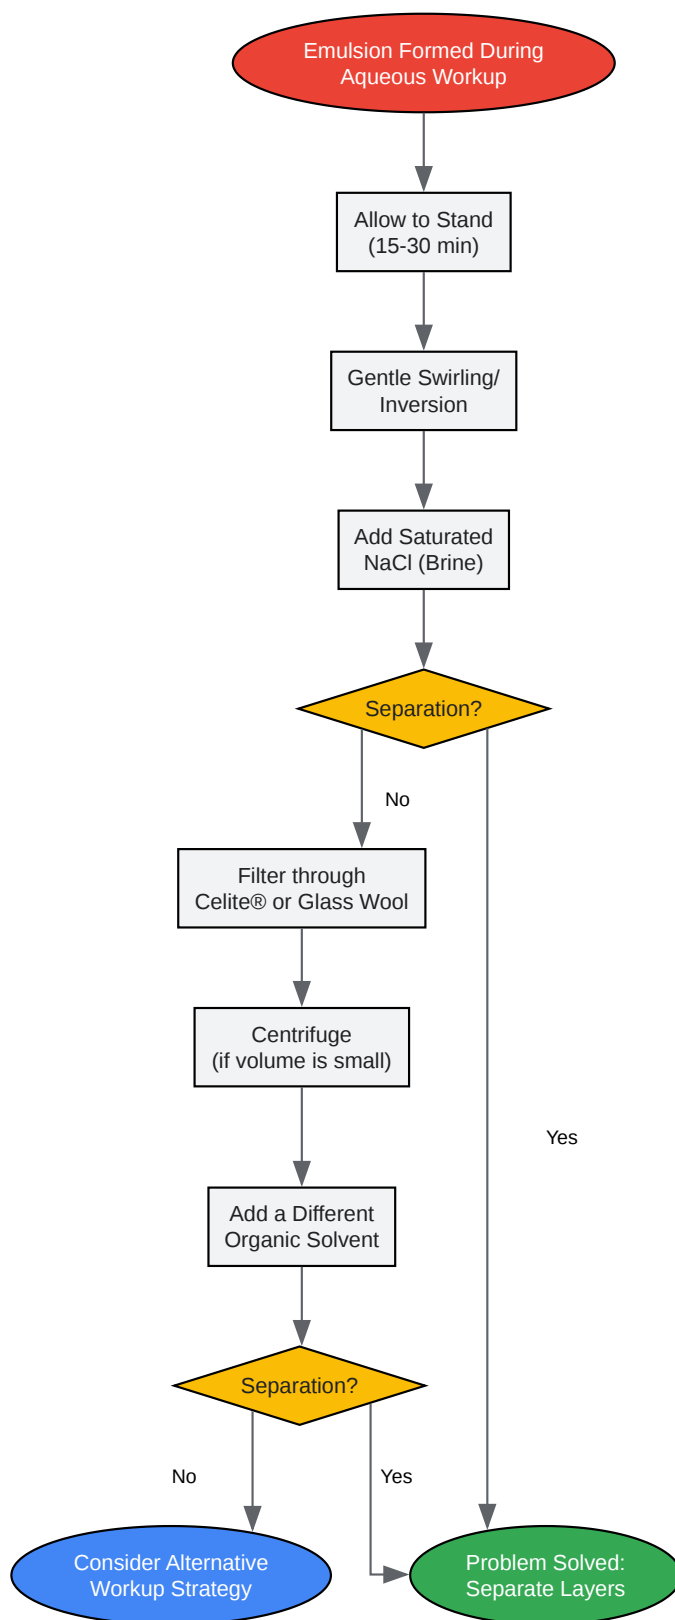 Emulsion Formed During
Aqueous Workup
Allow to Stand
(15-30 min)
Gentle Swirling/
Inversion
Add Saturated
NaCl (Brine)
Separation?
No
Filter through
Celite® or Glass Wool
Centrifuge
(if volume is small)
Yes
Add a Different
Organic Solvent
Separation?
No
Yes
Consider Alternative
Workup Strategy
Problem Solved:
Separate Layers